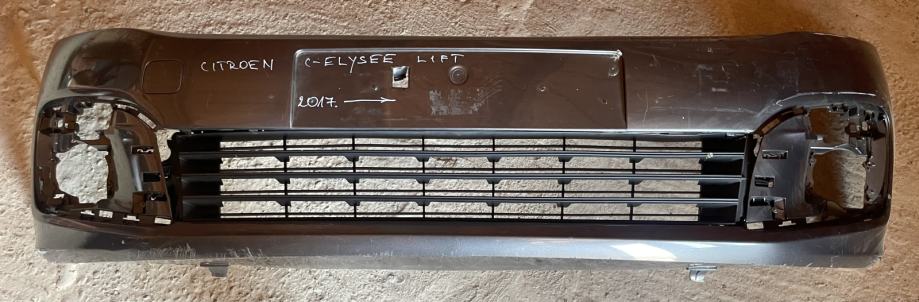 CITROEN C-ELYSEE LIFT
2017. →